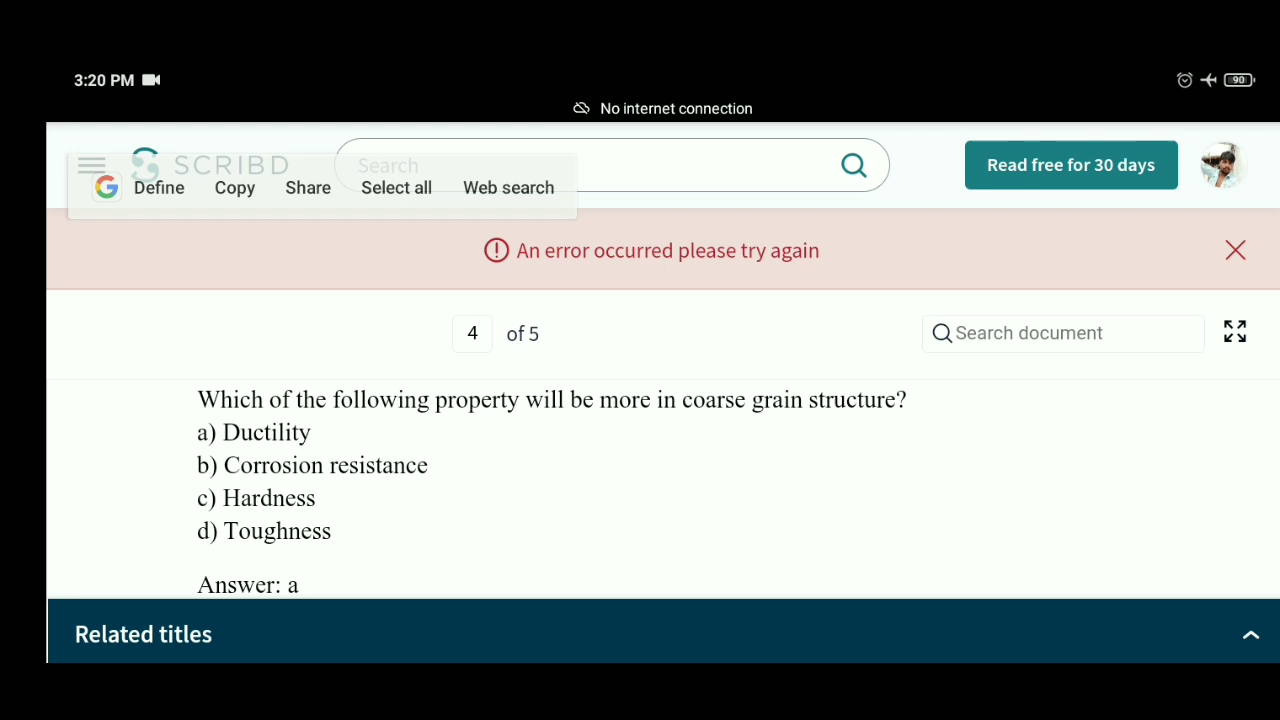 3:20 PM
90
No internet connection
SCRIBD
Search
Read free for 30 days
Define Copy Share Select all Web search
An error occurred please try again
4 of 5
Search document
Which of the following property will be more in coarse grain structure?
a) Ductility
b) Corrosion resistance
c) Hardness
d) Toughness
Answer: a
Related titles